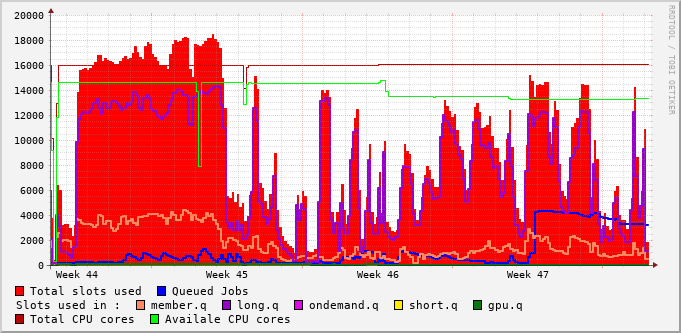 20000
18000
16000
14000
12000
10000
8000
6000
4000
2000
0
Week 44 Week 45 Week 46 Week 47
RRDTOOL / TOBI OETIKER
Total slots used Queued Jobs
Slots used in : member.q long.q ondemand.q short.q gpu.q
Total CPU cores Availale CPU cores